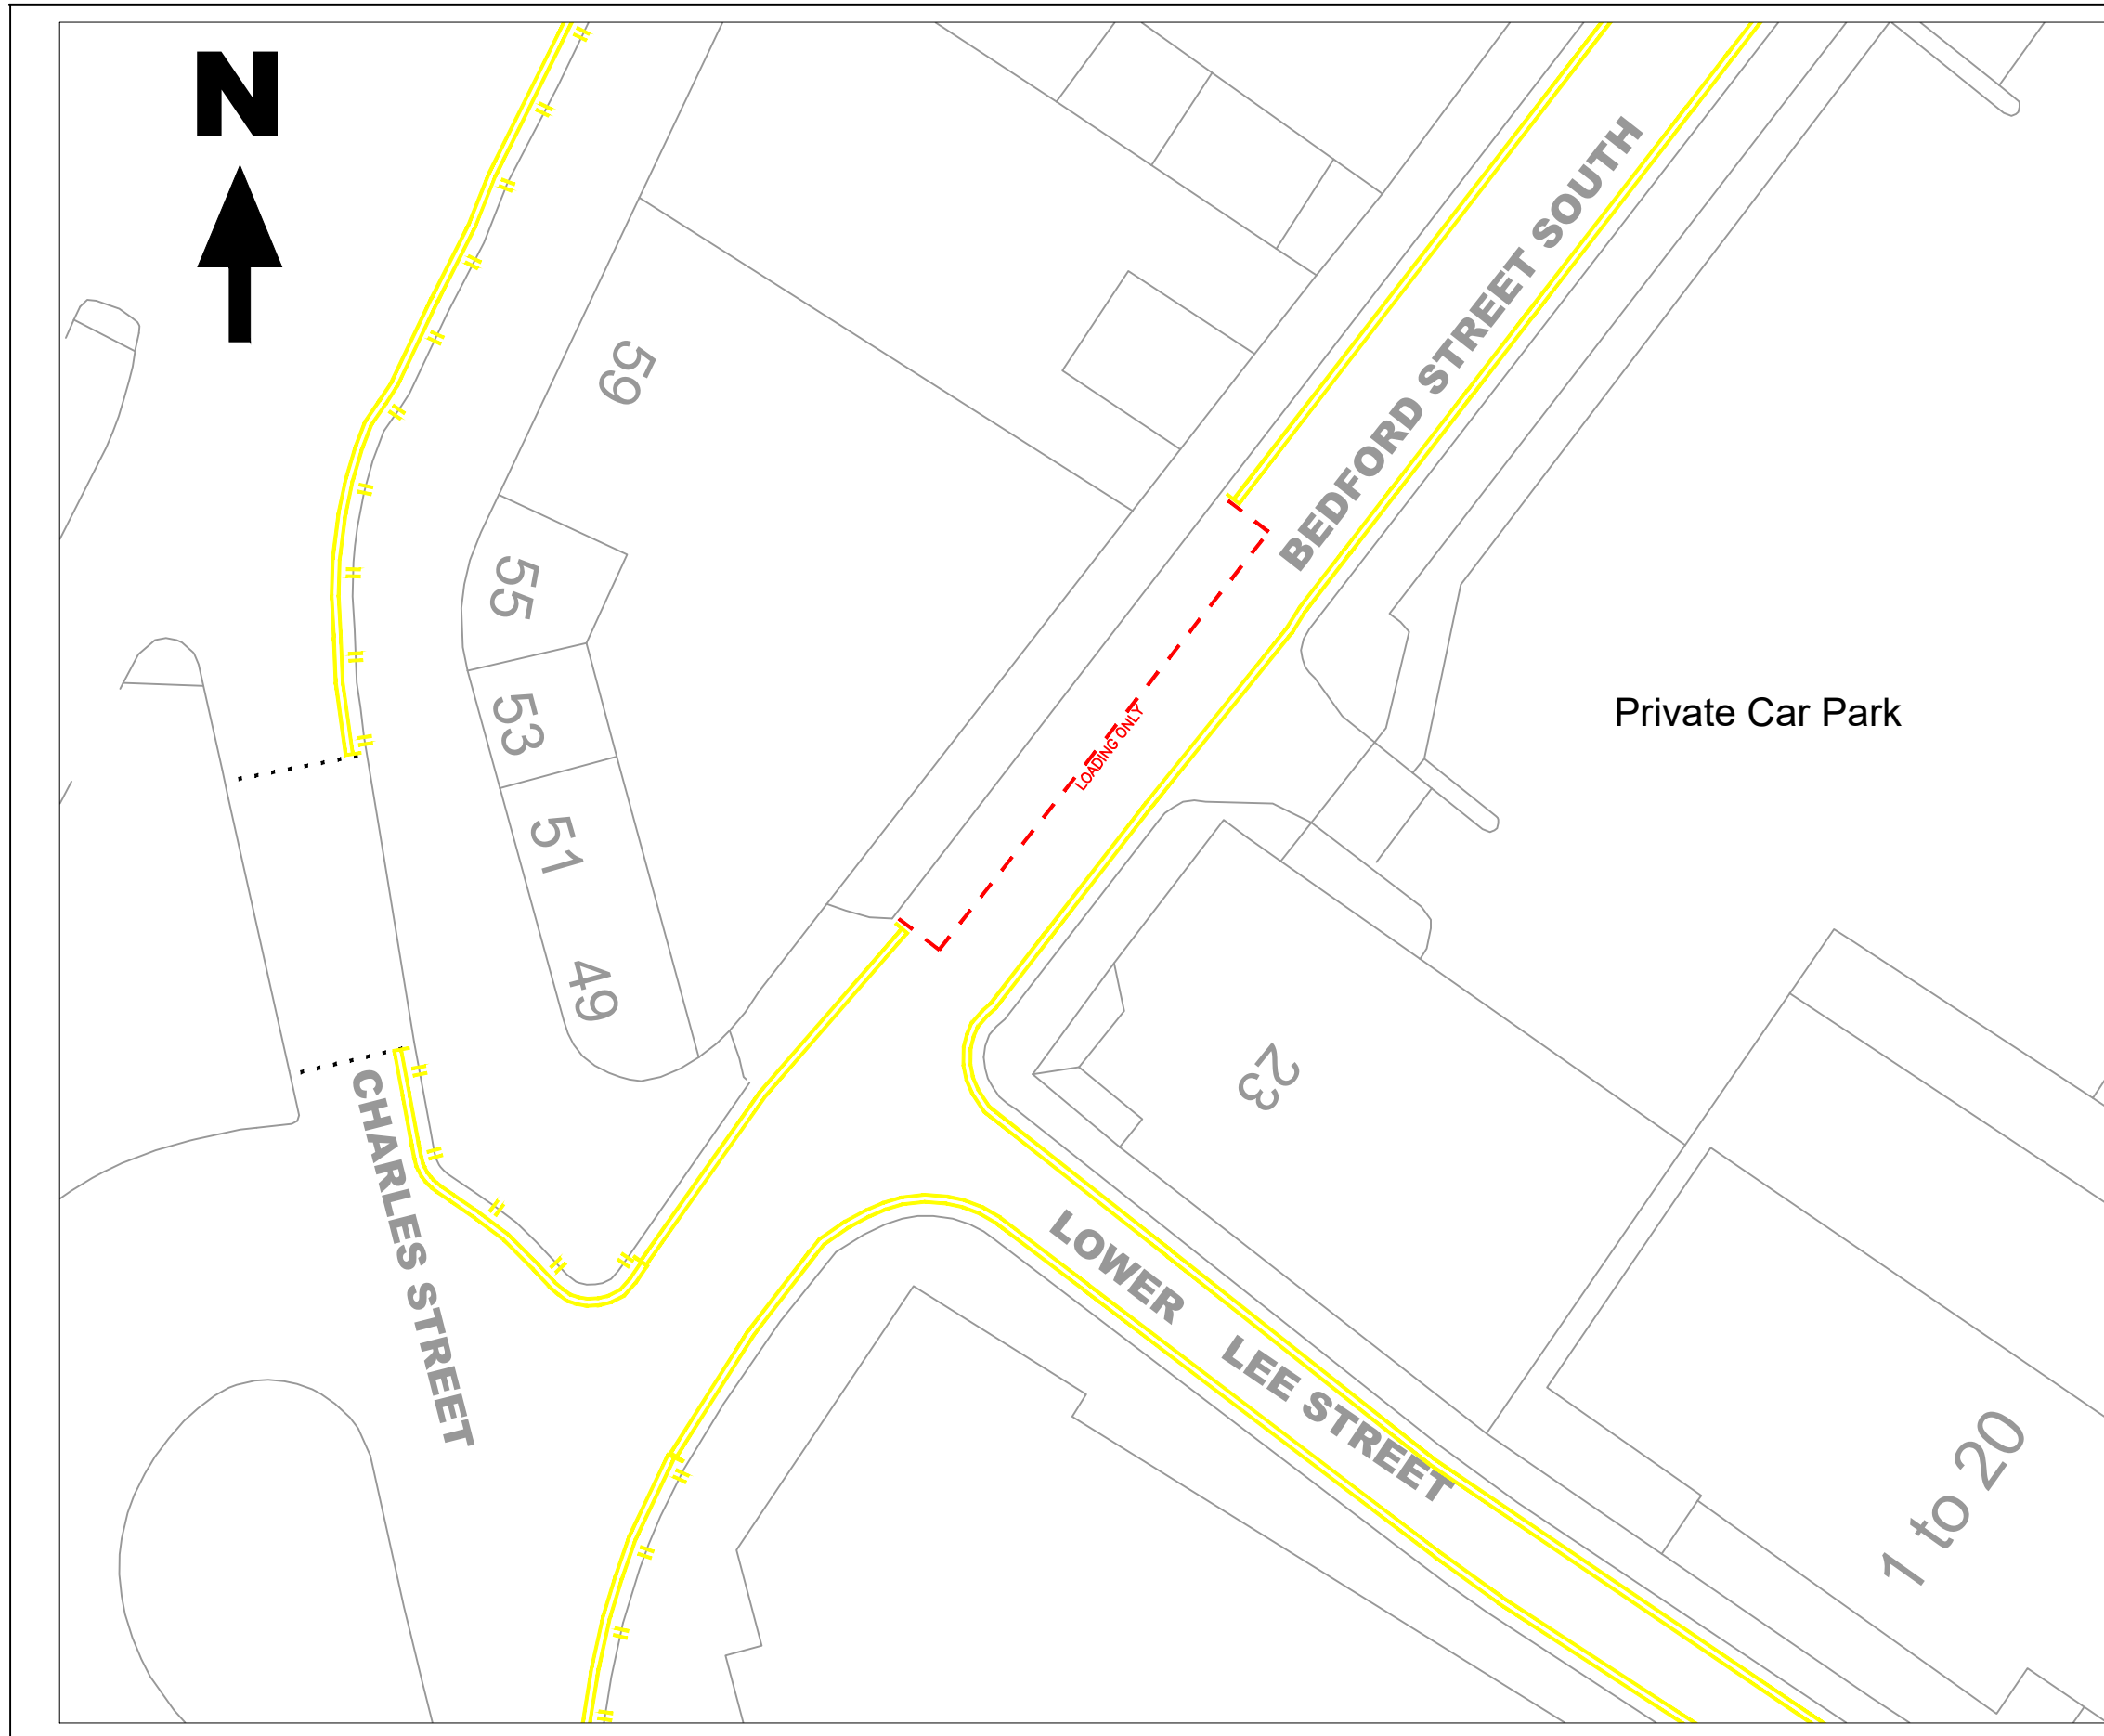 N
BEDFORD STREET SOUTH
59
55
53
Private Car Park
LOADING ONLY
51
49
23
CHARLES STREET
LOWER LEE STREET
1 to 20